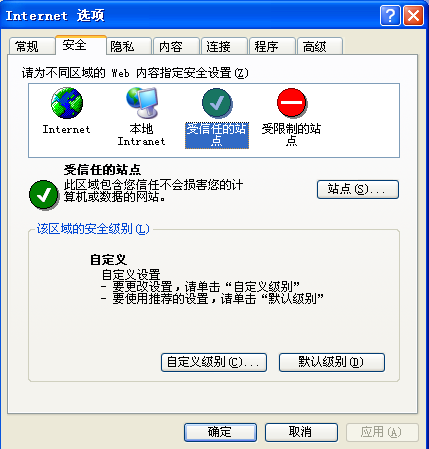 Internet 选项
常规 安全 隐私 内容 连接 程序 高级
请为不同区域的 Web 内容指定安全设置(Z)
Internet
本地
Intranet
受信任的站
点
受限制的站
点
受信任的站点
此区域包含您信任不会损害您的计
算机或数据的网站。
站点(S)...
该区域的安全级别(L)
自定义
自定义设置
- 要更改设置，请单击“自定义级别”
- 要使用推荐的设置，请单击“默认级别”
自定义级别(C)... 默认级别(D)
确定 取消 应用(A)